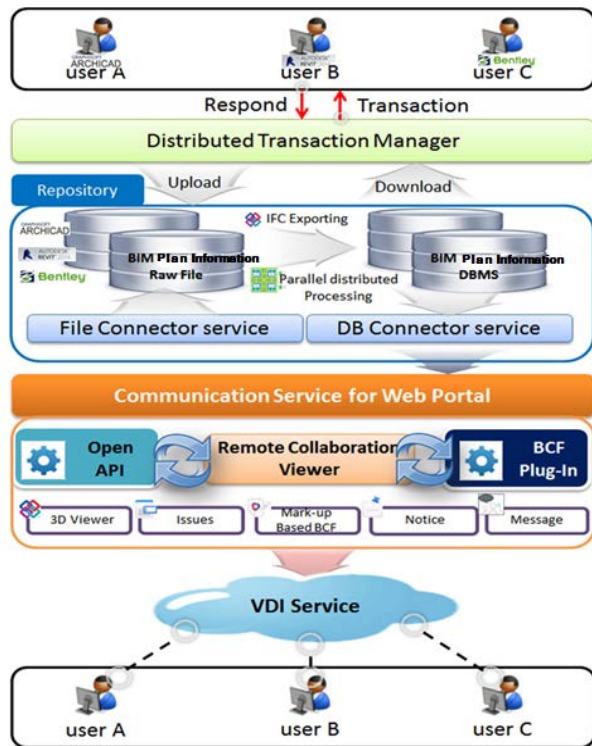 GRAPHISOFT
ARCHICAD
user A
AUTODESK
REVIT
user B
Bentley
user C
Respond
Transaction
Distributed Transaction Manager
Repository
Upload
Download
GRAPHISOFT
ARCHICAD
AUTODESK
REVIT
Bentley
BIM Plan Information
Raw File
IFC Exporting
Parallel distributed
Processing
BIM Plan Information
DBMS
File Connector service
DB Connector service
Communication Service for Web Portal
Open
API
Remote Collaboration
Viewer
BCF
Plug-In
3D Viewer
Issues
Mark-up
Based BCF
Notice
Message
VDI Service
user A
user B
user C